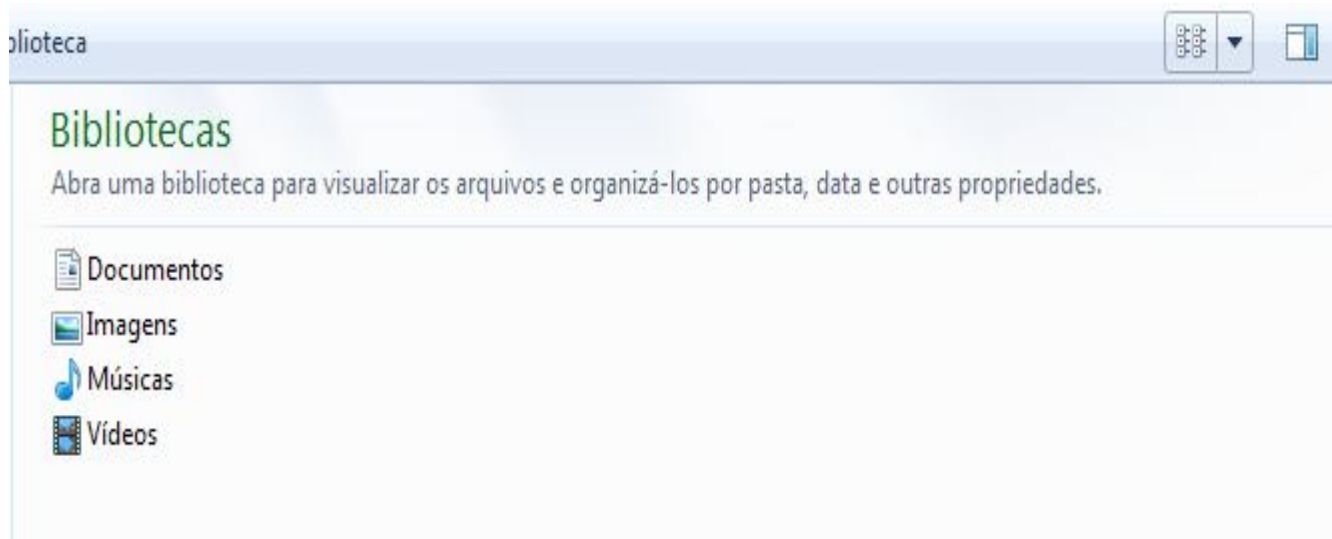 blioteca
Bibliotecas
Abra uma biblioteca para visualizar os arquivos e organizá-los por pasta, data e outras propriedades.
Documentos
Imagens
Músicas
Vídeos